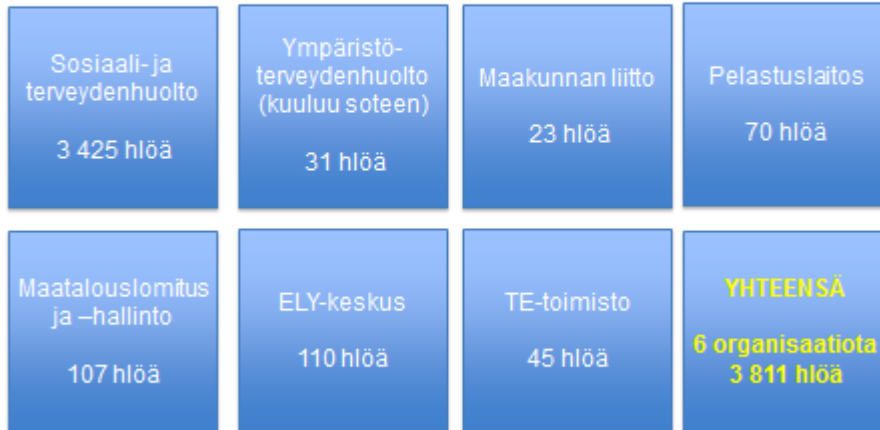 Sosiaali- ja
terveydenhuolto
3 425 hlöä
Ympäristö-
terveydenhuolto
(kuuluu soteen)
31 hlöä
Maakunnan liitto
23 hlöä
Pelastuslaitos
70 hlöä
Maatalouslomitus
ja –hallinto
107 hlöä
ELY-keskus
110 hlöä
TE-toimisto
45 hlöä
YHTEENSÄ
6 organisaatiota
3 811 hlöä